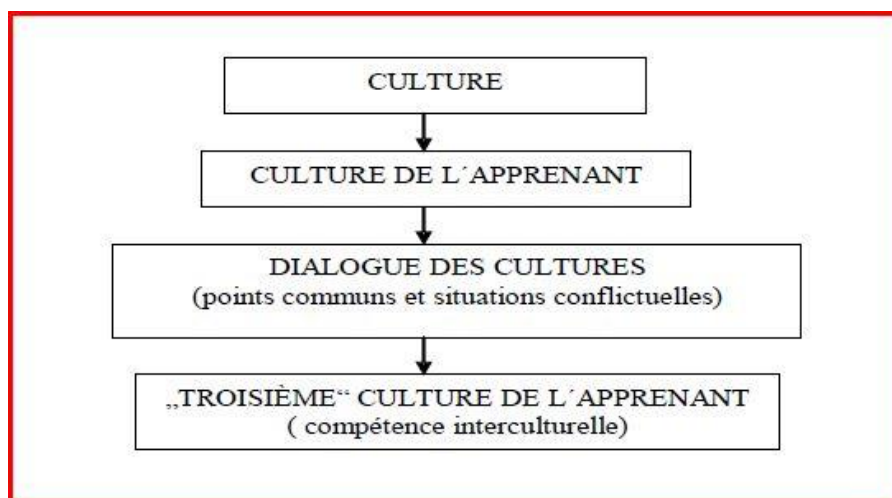 CULTURE
CULTURE DE L´APPRENANT
DIALOGUE DES CULTURES
(points communs et situations conflictuelles)
„TROISIÈME“ CULTURE DE L´APPRENANT
( compétence interculturelle)